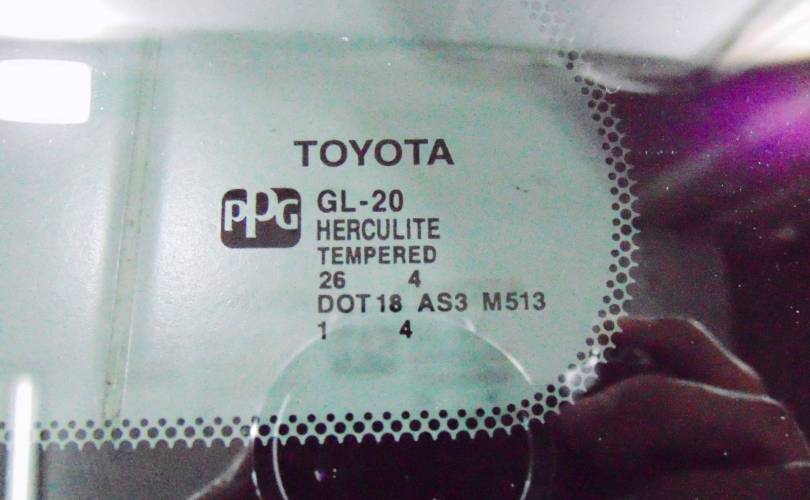 TOYOTA
PPG GL-20
HERCULITE
TEMPERED
26 4
DOT 18 AS3 M513
1 4